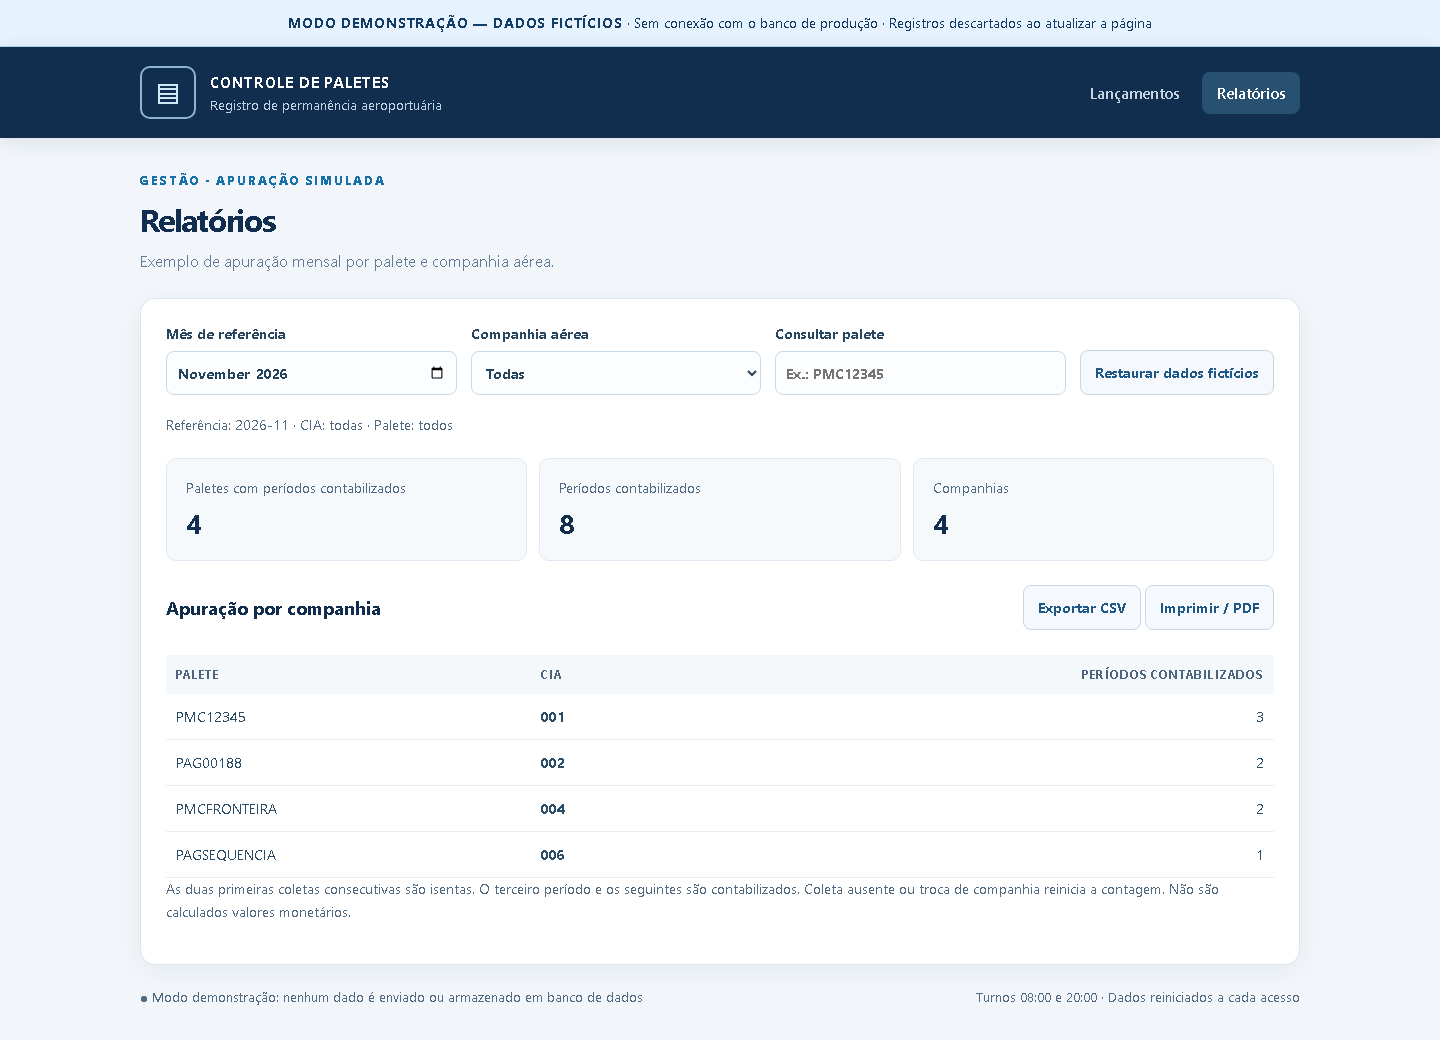 MODO DEMONSTRAÇÃO — DADOS FICTÍCIOS · Sem conexão com o banco de produção · Registros descartados ao atualizar a página
CONTROLE DE PALETES
Registro de permanência aeroportuária
Lançamentos
Relatórios
GESTÃO · APURAÇÃO SIMULADA
Relatórios
Exemplo de apuração mensal por palete e companhia aérea.
Mês de referência
Companhia aérea
Consultar palete
November 2026
Todas
Ex.: PMC12345
Restaurar dados fictícios
Referência: 2026-11 · CIA: todas · Palete: todos
Paletes com períodos contabilizados
4
Períodos contabilizados
8
Companhias
4
Apuração por companhia
Exportar CSV
Imprimir / PDF
PALETE CIA PERÍODOS CONTABILIZADOS
PMC12345 001 3
PAG00188 002 2
PMCFRONTEIRA 004 2
PAGSEQUENCIA 006 1
As duas primeiras coletas consecutivas são isentas. O terceiro período e os seguintes são contabilizados. Coleta ausente ou troca de companhia reinicia a contagem. Não são
calculados valores monetários.
● Modo demonstração: nenhum dado é enviado ou armazenado em banco de dados
Turnos 08:00 e 20:00 · Dados reiniciados a cada acesso